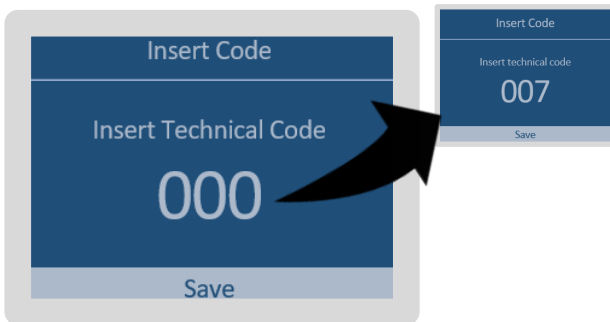 Insert Code
Insert Technical Code
000
Save
Insert Code
Insert technical code
007
Save